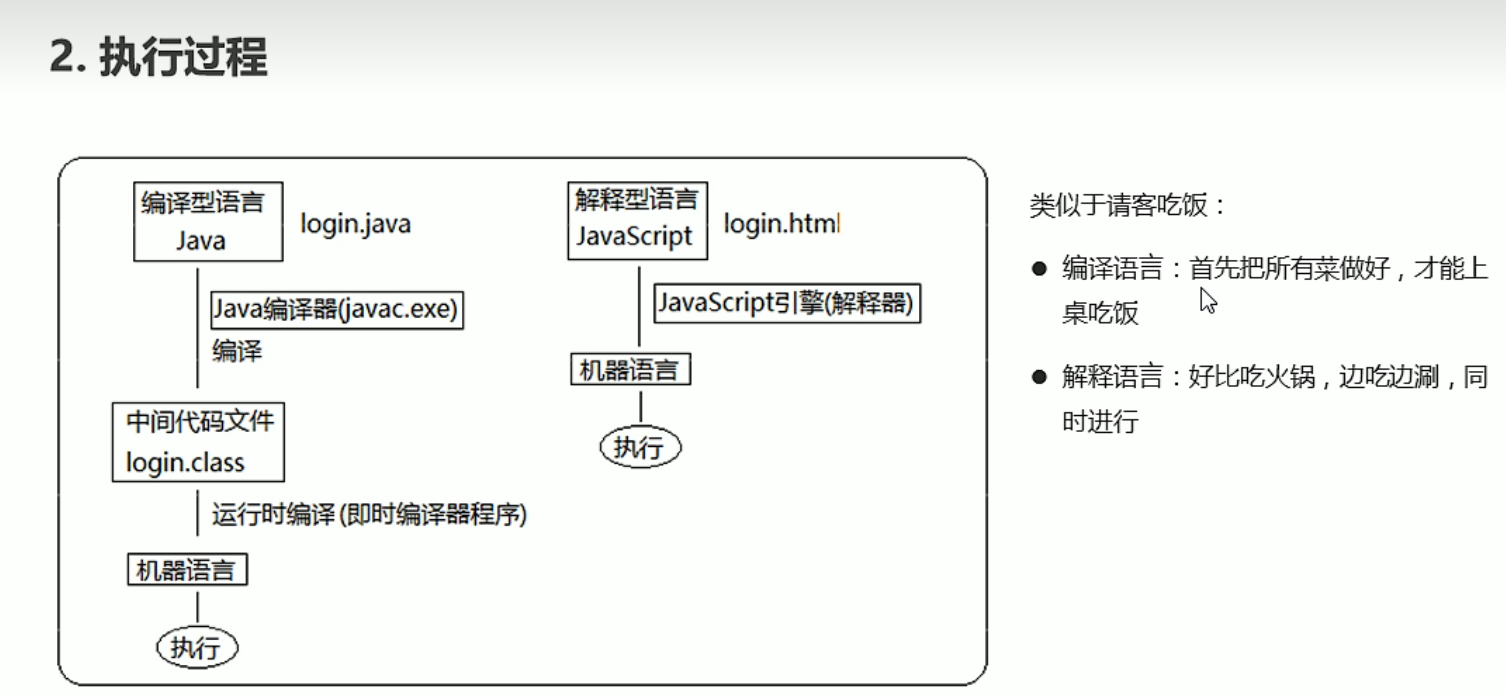 2. 执行过程
编译型语言
Java
login.java
Java编译器(javac.exe)
编译
中间代码文件
login.class
运行时编译(即时编译器程序)
机器语言
执行
解释型语言
JavaScript
login.html
JavaScript引擎(解释器)
机器语言
执行
类似于请客吃饭：
● 编译语言：首先把所有菜做好，才能上
桌吃饭
● 解释语言：好比吃火锅，边吃边涮，同
时进行